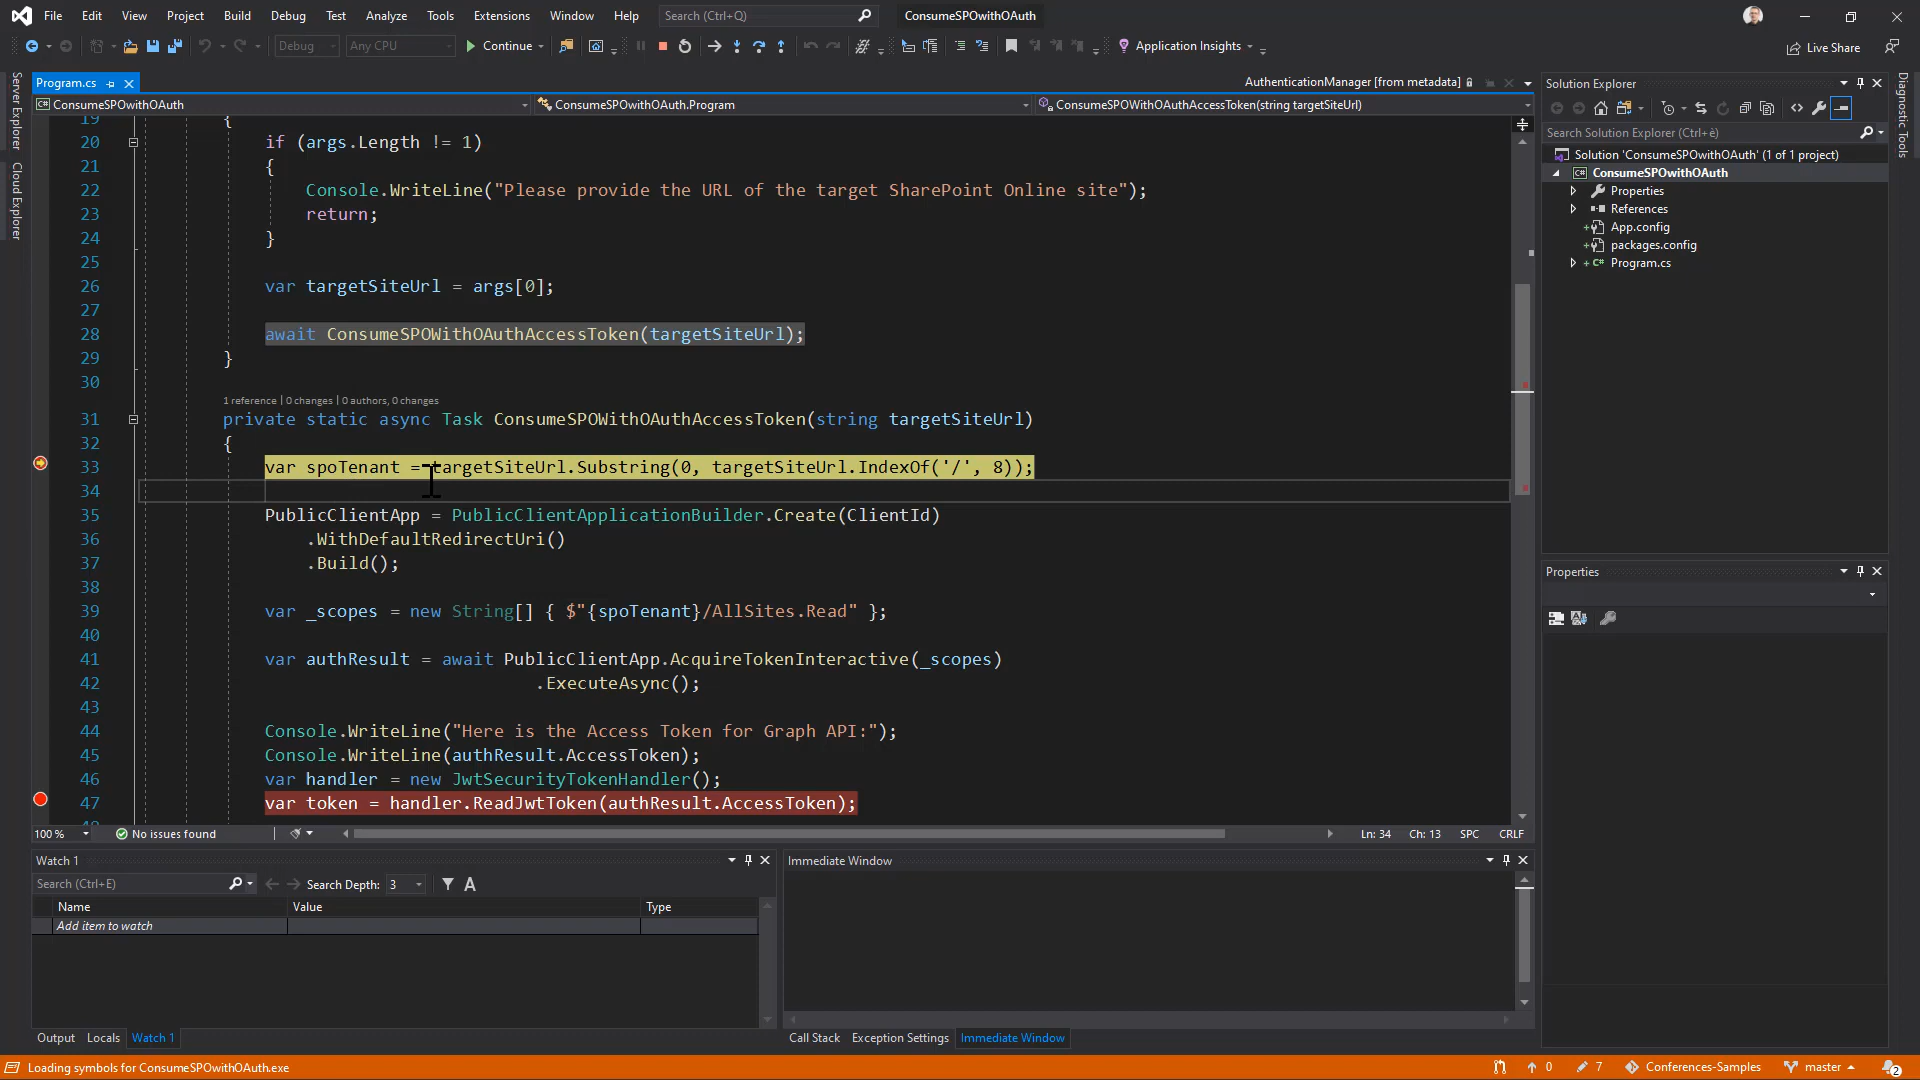 File Edit View Project Build Debug Test Analyze Tools Extensions Window Help Search (Ctrl+Q) ConsumeSPOwithOAuth
Debug Any CPU Continue Application Insights Live Share
Server Explorer
Cloud Explorer
Program.cs AuthenticationManager [from metadata]
ConsumeSPOwithOAuth ConsumeSPOwithOAuth.Program ConsumeSPOWithOAuthAccessToken(string targetSiteUrl)
19 {
20 if (args.Length != 1)
21 {
22 Console.WriteLine("Please provide the URL of the target SharePoint Online site");
23 return;
24 }
25
26 var targetSiteUrl = args[0];
27
28 await ConsumeSPOWithOAuthAccessToken(targetSiteUrl);
29 }
30
1 reference | 0 changes | 0 authors, 0 changes
31 private static async Task ConsumeSPOWithOAuthAccessToken(string targetSiteUrl)
32 {
33 var spoTenant = targetSiteUrl.Substring(0, targetSiteUrl.IndexOf('/', 8));
34
35 PublicClientApp = PublicClientApplicationBuilder.Create(ClientId)
36 .WithDefaultRedirectUri()
37 .Build();
38
39 var _scopes = new String[] { $"{spoTenant}/AllSites.Read" };
40
41 var authResult = await PublicClientApp.AcquireTokenInteractive(_scopes)
42 .ExecuteAsync();
43
44 Console.WriteLine("Here is the Access Token for Graph API:");
45 Console.WriteLine(authResult.AccessToken);
46 var handler = new JwtSecurityTokenHandler();
47 var token = handler.ReadJwtToken(authResult.AccessToken);
100 % No issues found Ln: 34 Ch: 13 SPC CRLF
Watch 1
Search (Ctrl+E) Search Depth: 3
Name Value Type
Add item to watch
Output Locals Watch 1
Immediate Window
Call Stack Exception Settings Immediate Window
Solution Explorer
Search Solution Explorer (Ctrl+è)
Solution 'ConsumeSPOwithOAuth' (1 of 1 project)
ConsumeSPOwithOAuth
Properties
References
App.config
packages.config
Program.cs
Properties
Diagnostic Tools
Loading symbols for ConsumeSPOwithOAuth.exe 0 7 Conferences-Samples master 2